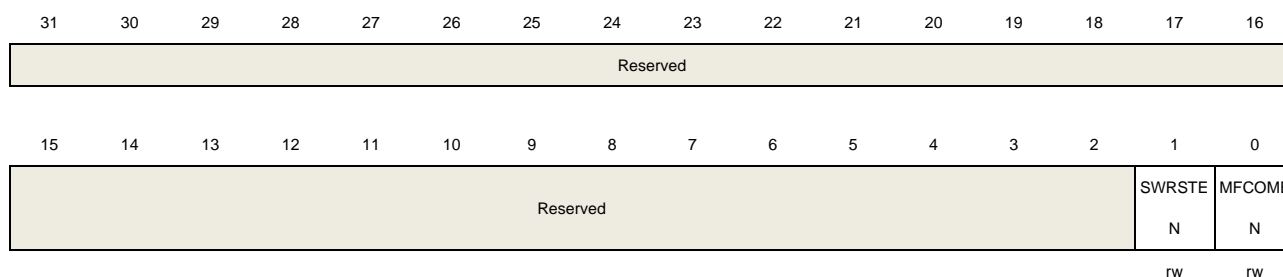 31 30 29 28 27 26 25 24 23 22 21 20 19 18 17 16
Reserved
15 14 13 12 11 10 9 8 7 6 5 4 3 2 1 0
Reserved
SWRSTE MFCOME
N N
rw rw